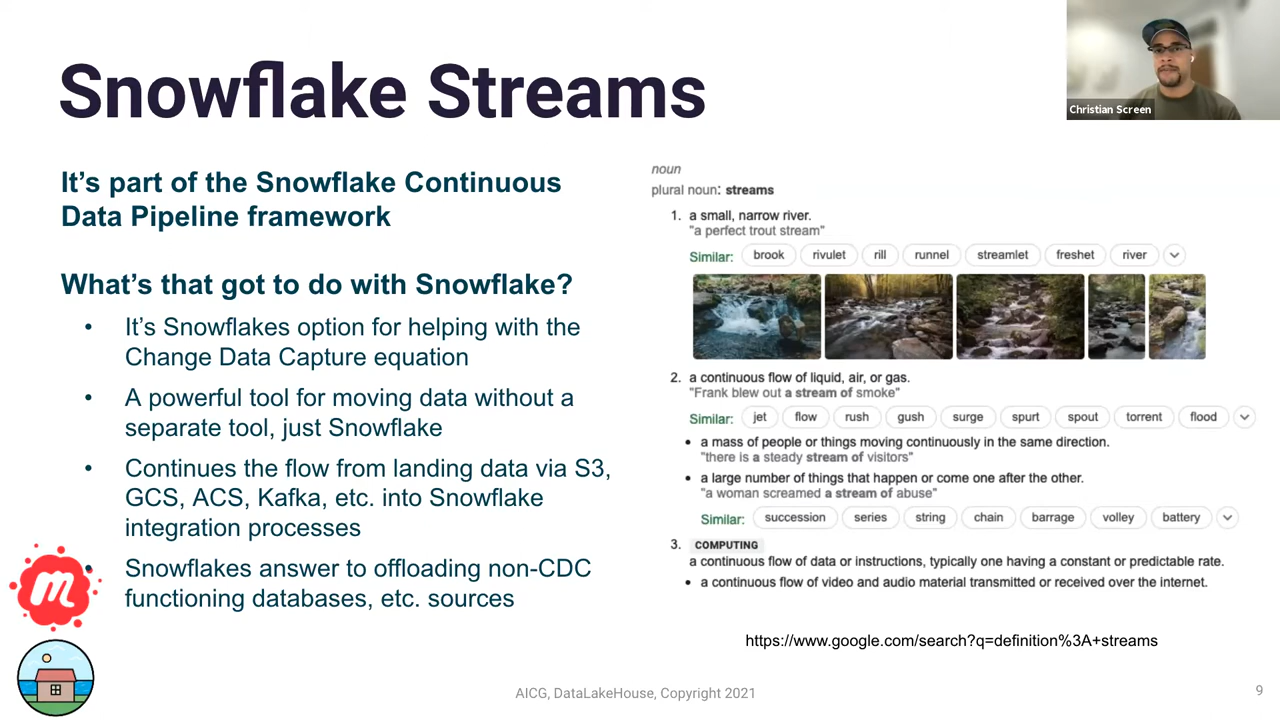 Snowflake Streams
Christian Screen
It’s part of the Snowflake Continuous
Data Pipeline framework
What’s that got to do with Snowflake?
• It’s Snowflakes option for helping with the
Change Data Capture equation
• A powerful tool for moving data without a
separate tool, just Snowflake
• Continues the flow from landing data via S3,
GCS, ACS, Kafka, etc. into Snowflake
integration processes
• Snowflakes answer to offloading non-CDC
functioning databases, etc. sources
m
noun
plural noun: streams
1. a small, narrow river.
"a perfect trout stream"
Similar: brook rivulet rill runnel streamlet freshet river
2. a continuous flow of liquid, air, or gas.
"Frank blew out a stream of smoke"
Similar: jet flow rush gush surge spurt spout torrent flood
• a mass of people or things moving continuously in the same direction.
"there is a steady stream of visitors"
• a large number of things that happen or come one after the other.
"a woman screamed a stream of abuse"
Similar: succession series string chain barrage volley battery
3. COMPUTING
a continuous flow of data or instructions, typically one having a constant or predictable rate.
• a continuous flow of video and audio material transmitted or received over the internet.
https://www.google.com/search?q=definition%3A+streams
AICG, DataLakeHouse, Copyright 2021
9